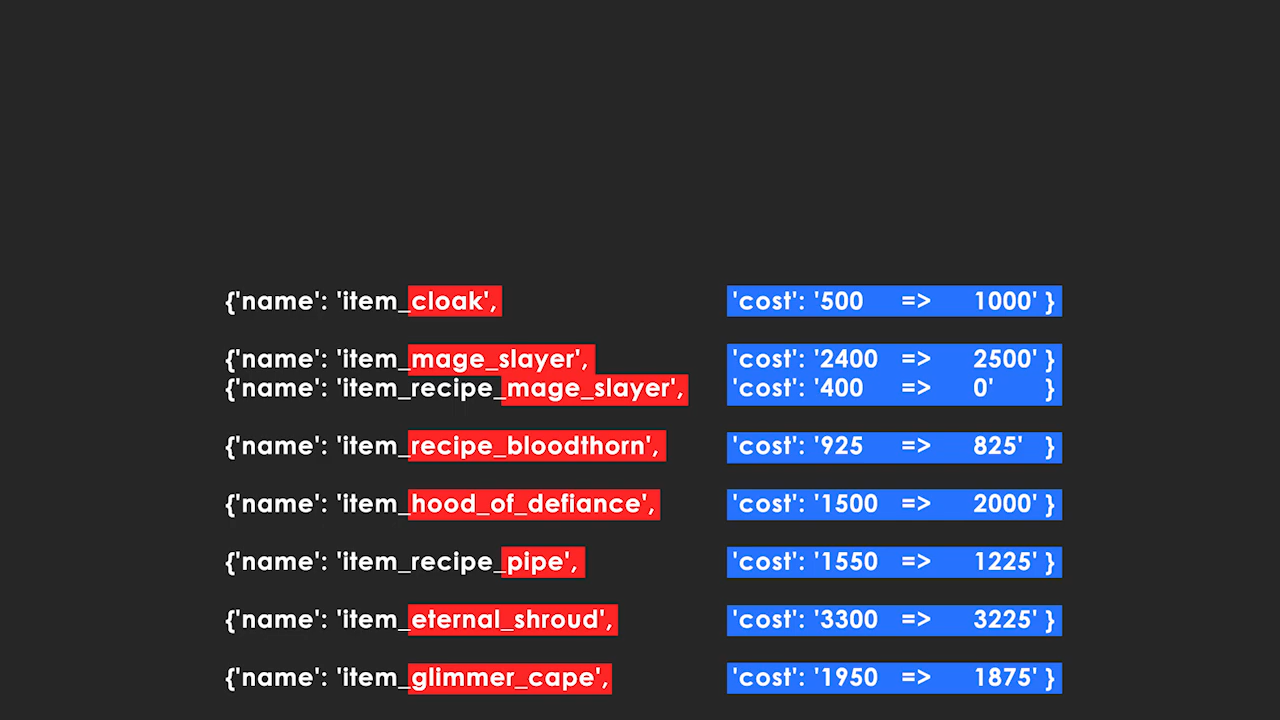 {'name': 'item_cloak', 'cost': '500 => 1000' }
{'name': 'item_mage_slayer', 'cost': '2400 => 2500' }
{'name': 'item_recipe_mage_slayer', 'cost': '400 => 0' }
{'name': 'item_recipe_bloodthorn', 'cost': '925 => 825' }
{'name': 'item_hood_of_defiance', 'cost': '1500 => 2000' }
{'name': 'item_recipe_pipe', 'cost': '1550 => 1225' }
{'name': 'item_eternal_shroud', 'cost': '3300 => 3225' }
{'name': 'item_glimmer_cape', 'cost': '1950 => 1875' }